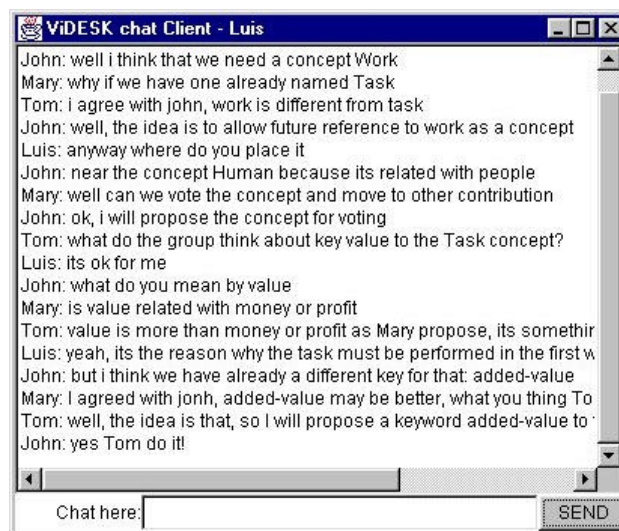 ViDESK chat Client - Luis
John: well i think that we need a concept Work
Mary: why if we have one already named Task
Tom: i agree with john, work is different from task
John: well, the idea is to allow future reference to work as a concept
Luis: anyway where do you place it
John: near the concept Human because its related with people
Mary: well can we vote the concept and move to other contribution
John: ok, i will propose the concept for voting
Tom: what do the group think about key value to the Task concept?
Luis: its ok for me
John: what do you mean by value
Mary: is value related with money or profit
Tom: value is more than money or profit as Mary propose, its
Luis: yeah, its the reason why the task must be performed in the first
John: but i think we have already a different key for that: added-value
Mary: I agreed with jonh, added-value may be better, what you thing To
Tom: well, the idea is that, so I will propose a keyword added-value to
John: yes Tom do it!
Chat here:
SEND